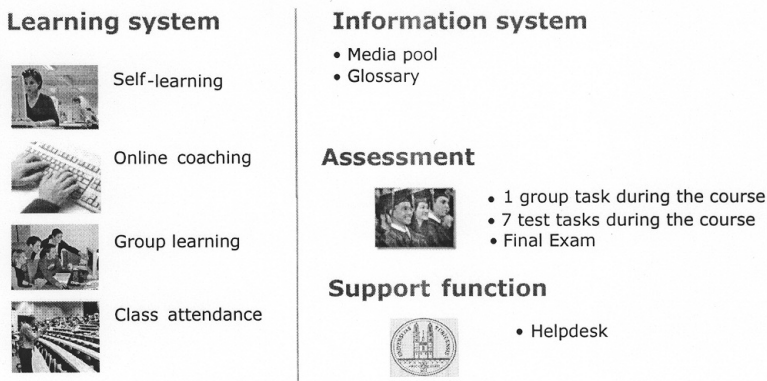 Learning system
Self-learning
Online coaching
Group learning
Class attendance
Information system
• Media pool
• Glossary
Assessment
• 1 group task during the course
• 7 test tasks during the course
• Final Exam
Support function
• Helpdesk